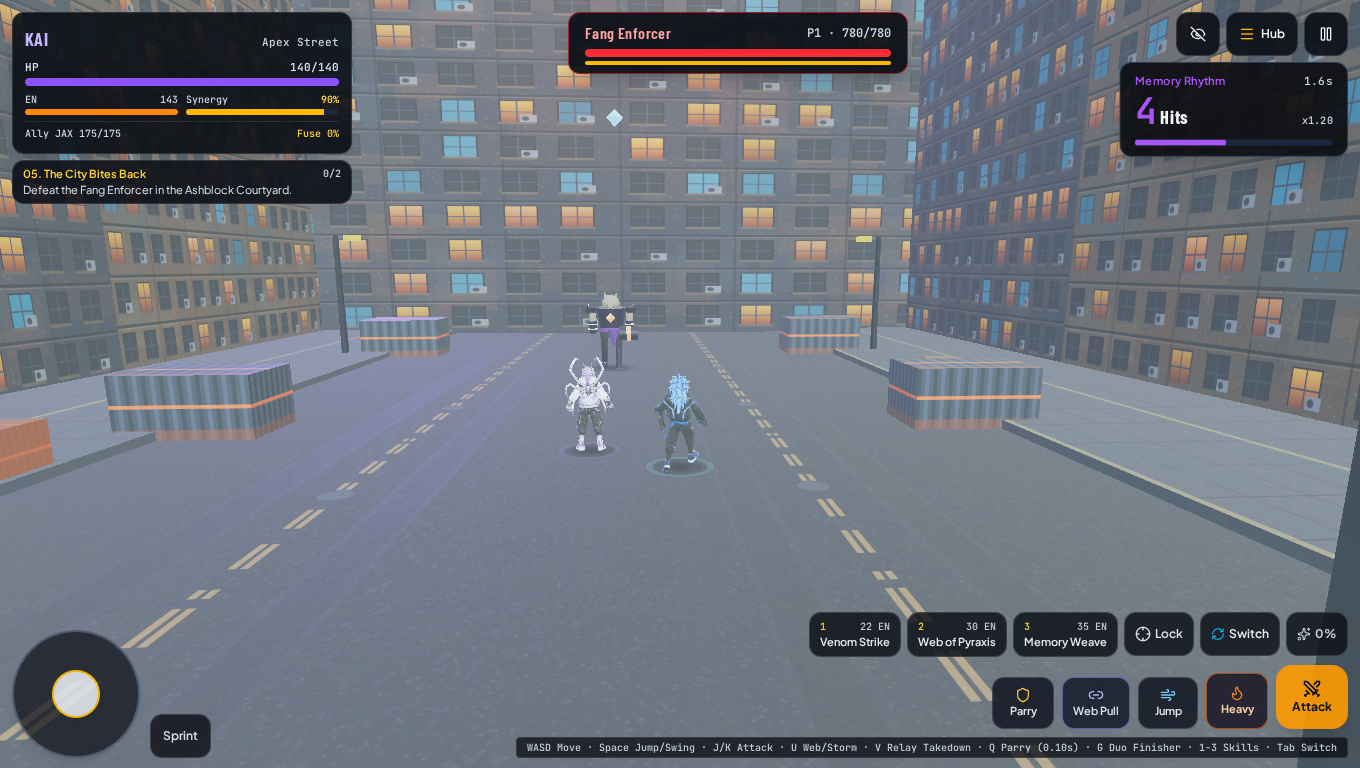 KAI
Apex Street
HP 140/140
EN 143 Synergy 90%
Ally JAX 175/175 Fuse 0%
05. The City Bites Back 0/2
Defeat the Fang Enforcer in the Ashblock Courtyard.
Fang Enforcer P1 · 780/780
Hub
Memory Rhythm 1.6s
4 Hits x1.20
1 22 EN
Venom Strike
2 30 EN
Web of Pyraxis
3 35 EN
Memory Weave
Lock
Switch
0%
Parry
Web Pull
Jump
Heavy
Attack
Sprint
WASD Move · Space Jump/Swing · J/K Attack · U Web/Storm · V Relay Takedown · Q Parry (0.10s) · G Duo Finisher · 1-3 Skills · Tab Switch